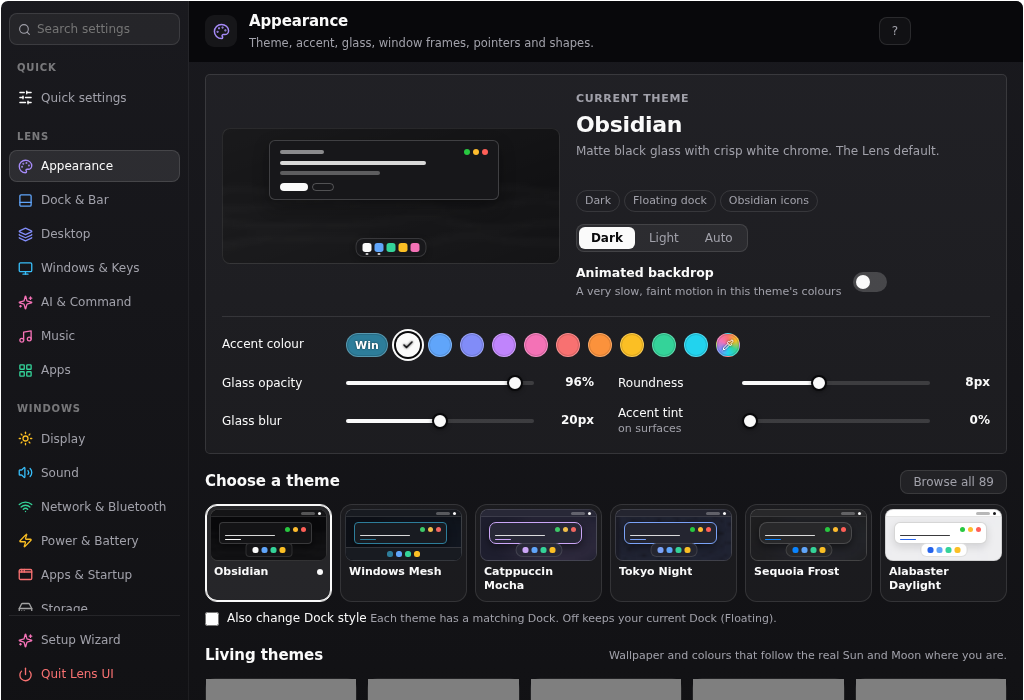 Search settings
QUICK
Quick settings
LENS
Appearance
Dock & Bar
Desktop
Windows & Keys
AI & Command
Music
Apps
WINDOWS
Display
Sound
Network & Bluetooth
Power & Battery
Apps & Startup
Storage
Setup Wizard
Quit Lens UI
Appearance
Theme, accent, glass, window frames, pointers and shapes.
?
CURRENT THEME
Obsidian
Matte black glass with crisp white chrome. The Lens default.
Dark Floating dock Obsidian icons
Dark Light Auto
Animated backdrop
A very slow, faint motion in this theme's colours
Accent colour Win
Glass opacity 96% Roundness 8px
Glass blur 20px Accent tint 0%
on surfaces
Choose a theme Browse all 89
Obsidian
Windows Mesh
Catppuccin
Mocha
Tokyo Night
Sequoia Frost
Alabaster
Daylight
Also change Dock style Each theme has a matching Dock. Off keeps your current Dock (Floating).
Living themes Wallpaper and colours that follow the real Sun and Moon where you are.